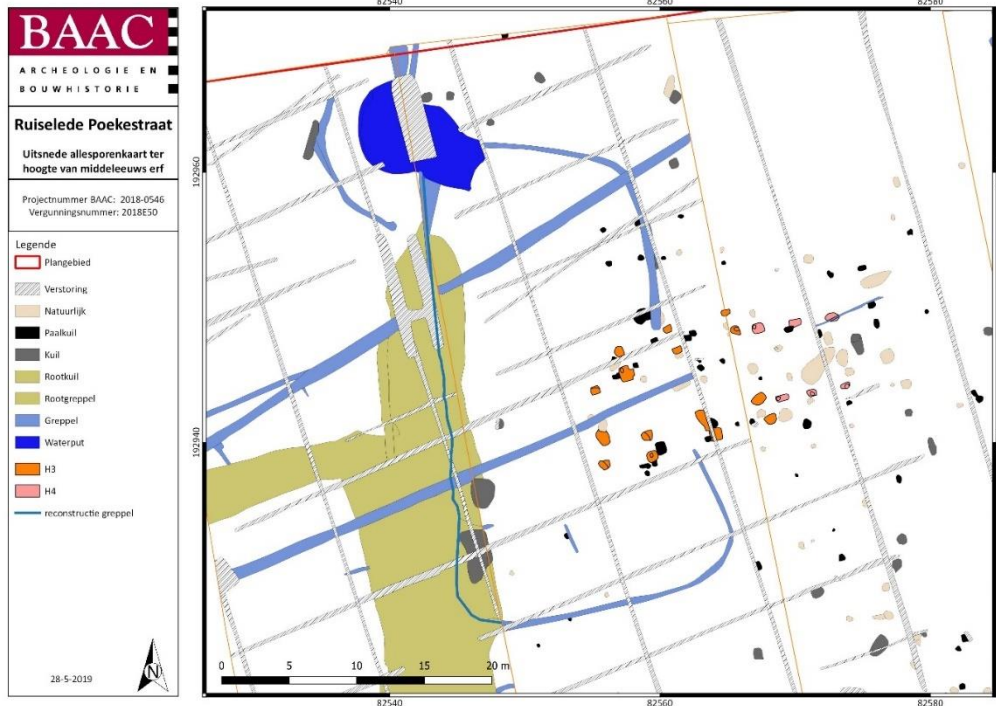 BAAC
ARCHEOLOGIE EN
BOUWHISTORIE
Ruiselede Poekestraat
Uitsnede allesporenkaart ter
hoogte van middeleeuws erf
Projectnummer BAAC: 2018-0546
Vergunningsnummer: 2018E50
Legende
Plangebied
Verstoring
Natuurlijk
Paalkuil
Kuil
Rootkuil
Rootgreppel
Greppel
Waterput
H3
H4
reconstructie greppel
N
28-5-2019
82540
82560
82580
192960
192940
0 5 10 15 20 m
82540
82560
82580